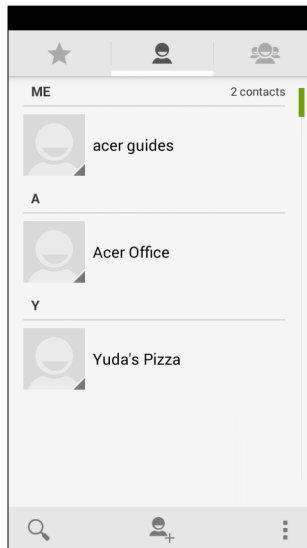 ME 2 contacts
acer guides
A
Acer Office
Y
Yuda's Pizza